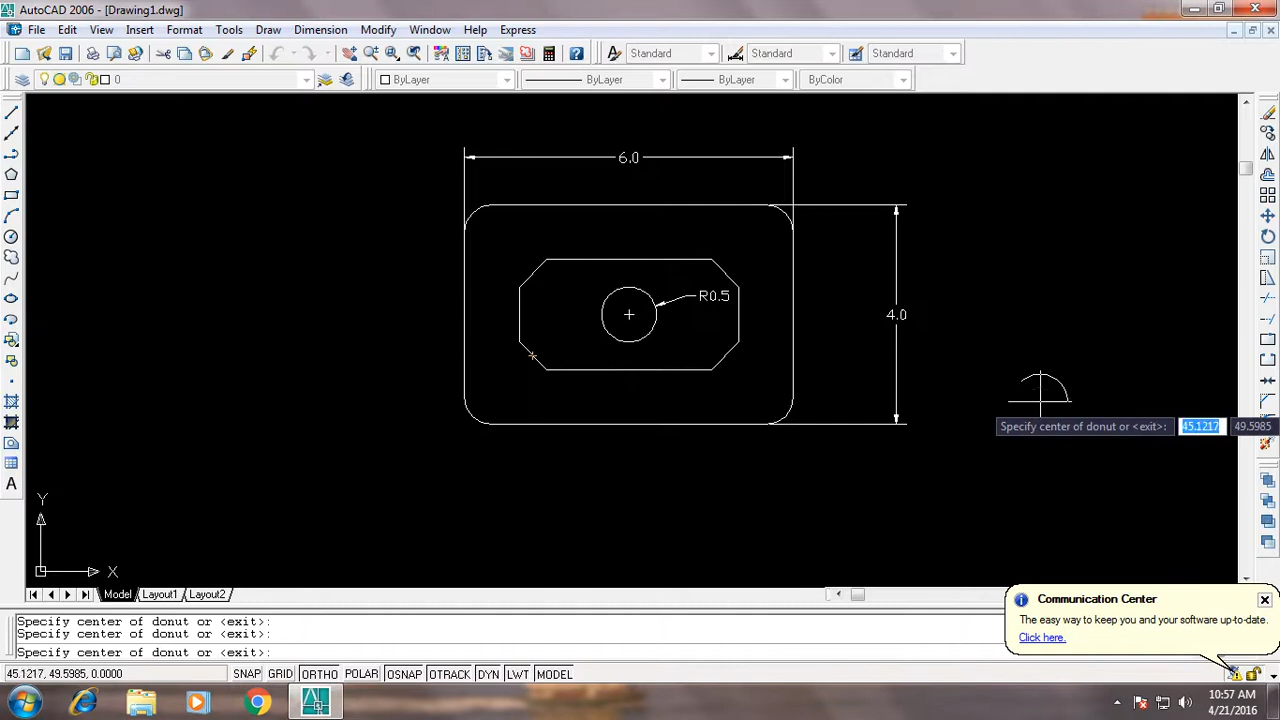 AutoCAD 2006 - [Drawing1.dwg]
File Edit View Insert Format Tools Draw Dimension Modify Window Help Express
Standard Standard Standard
0 ByLayer ByLayer ByLayer ByColor
6.0
R0.5
4.0
Specify center of donut or <exit>: 45.1217 49.5985
Y
X
A
Model Layout1 Layout2
Communication Center
The easy way to keep you and your software up-to-date.
Click here.
Specify center of donut or <exit>:
Specify center of donut or <exit>:
Specify center of donut or <exit>:
45.1217, 49.5985, 0.0000 SNAP GRID ORTHO POLAR OSNAP OTRACK DYN LWT MODEL
10:57 AM
4/21/2016